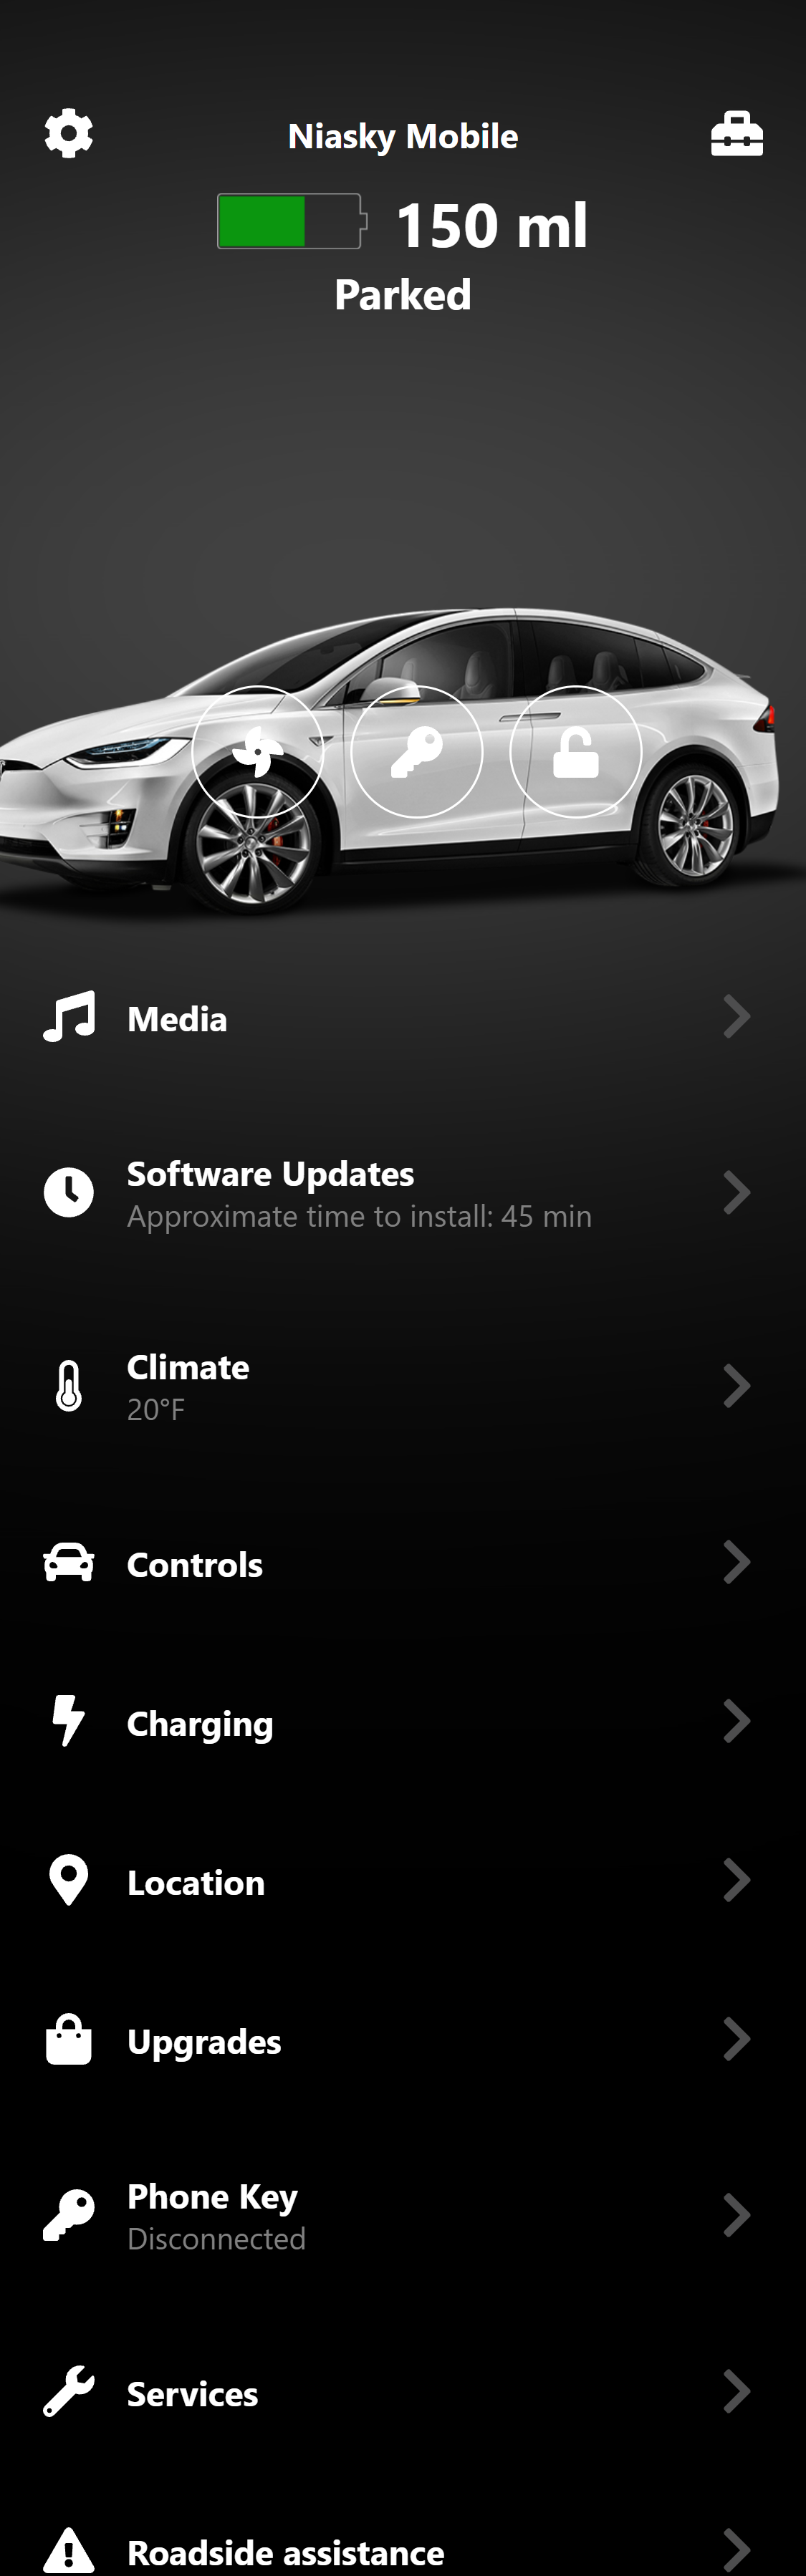 Niasky Mobile
150 ml
Parked
Media
Software Updates
Approximate time to install: 45 min
Climate
20°F
Controls
Charging
Location
Upgrades
Phone Key
Disconnected
Services
Roadside assistance